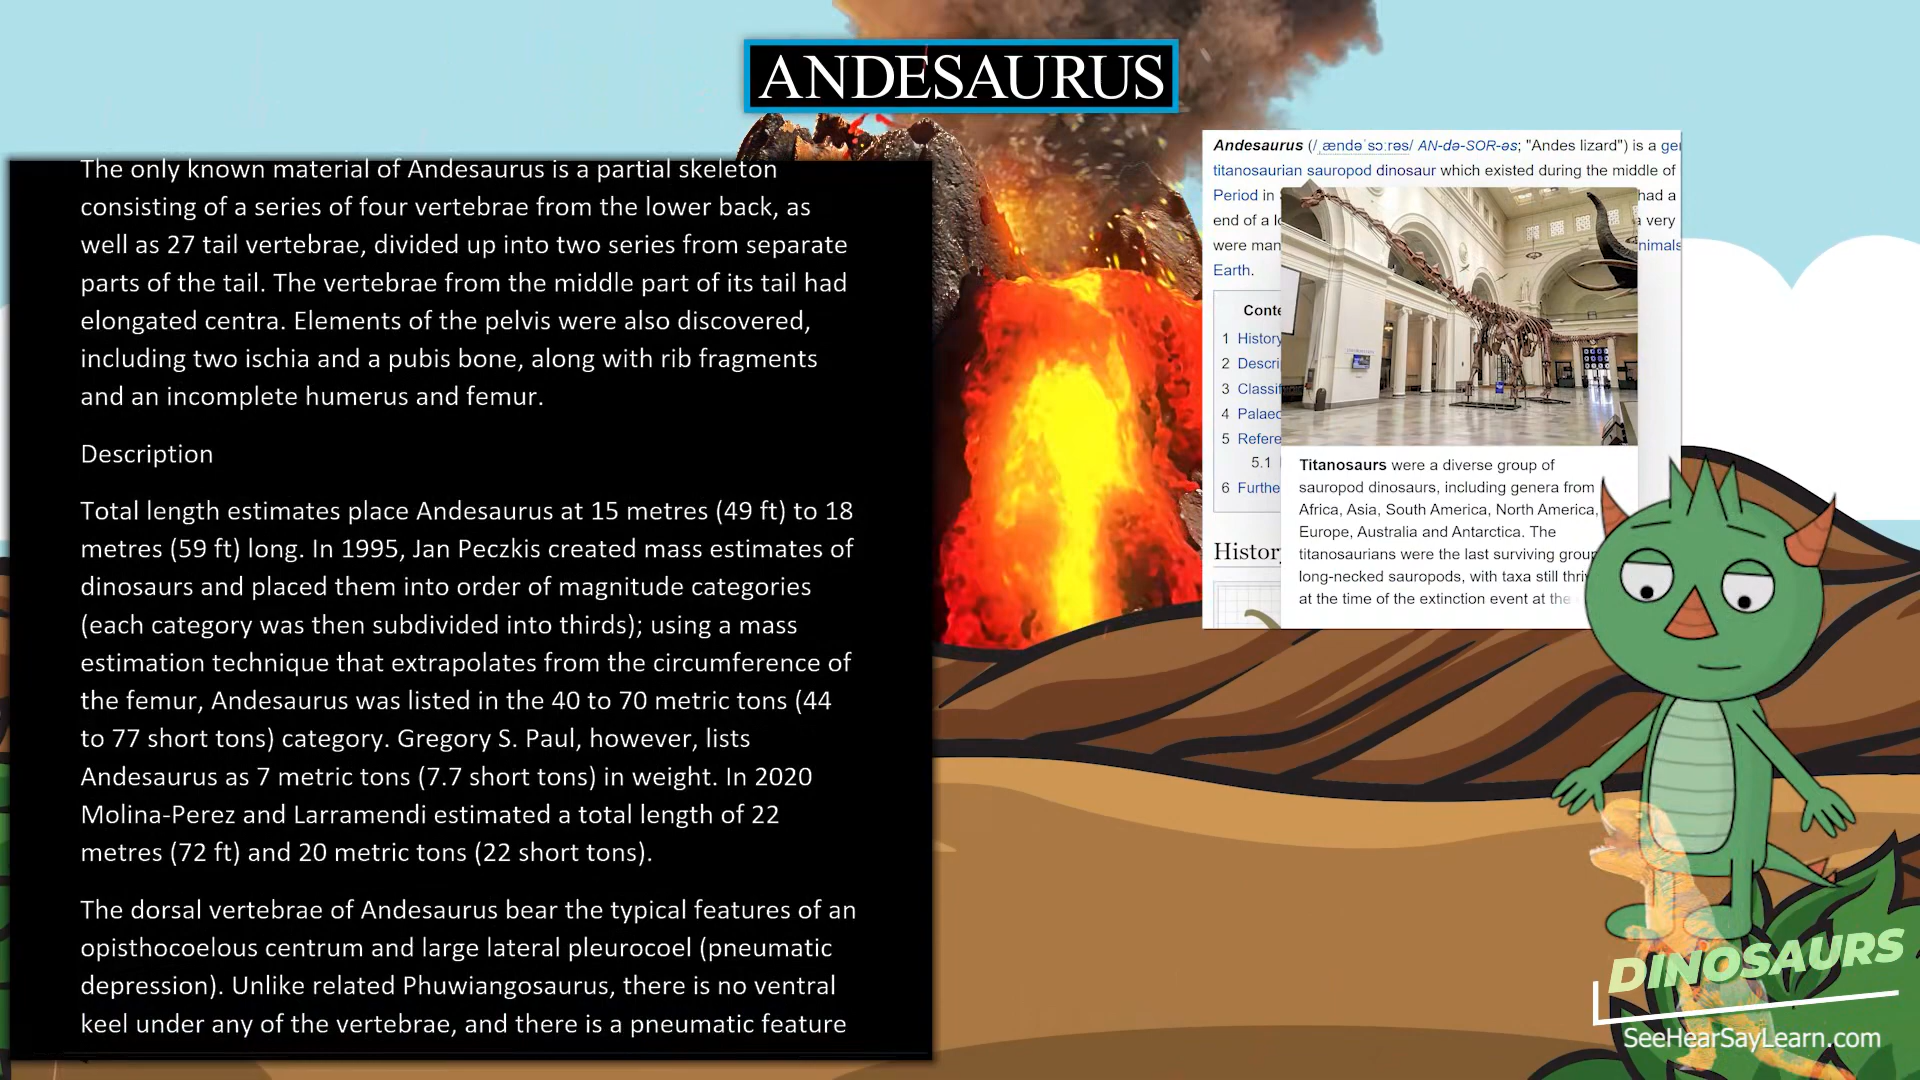 ANDESAURUS
The only known material of Andesaurus is a partial skeleton
consisting of a series of four vertebrae from the lower back, as
well as 27 tail vertebrae, divided up into two series from separate
parts of the tail. The vertebrae from the middle part of its tail had
elongated centra. Elements of the pelvis were also discovered,
including two ischia and a pubis bone, along with rib fragments
and an incomplete humerus and femur.
Description
Total length estimates place Andesaurus at 15 metres (49 ft) to 18
metres (59 ft) long. In 1995, Jan Peczkis created mass estimates of
dinosaurs and placed them into order of magnitude categories
(each category was then subdivided into thirds); using a mass
estimation technique that extrapolates from the circumference of
the femur, Andesaurus was listed in the 40 to 70 metric tons (44
to 77 short tons) category. Gregory S. Paul, however, lists
Andesaurus as 7 metric tons (7.7 short tons) in weight. In 2020
Molina-Perez and Larramendi estimated a total length of 22
metres (72 ft) and 20 metric tons (22 short tons).
The dorsal vertebrae of Andesaurus bear the typical features of an
opisthocoelous centrum and large lateral pleurocoel (pneumatic
depression). Unlike related Phuwiangosaurus, there is no ventral
keel under any of the vertebrae, and there is a pneumatic feature
Andesaurus (/ˌændəˈsɔːrəs/ AN-də-SOR-əs; "Andes lizard") is a
titanosaurian sauropod dinosaur which existed during the middle of
Period in had a
end of a very
were
Earth.
1 History
2
3
4
5
5.1
6
Titanosaurs were a diverse group of
sauropod dinosaurs, including genera from
Africa, Asia, South America, North America,
Europe, Australia and Antarctica. The
titanosaurians were the last surviving
long-necked sauropods, with taxa still
at the time of the extinction event at the
DINOSAURS
SeeHearSayLearn.com